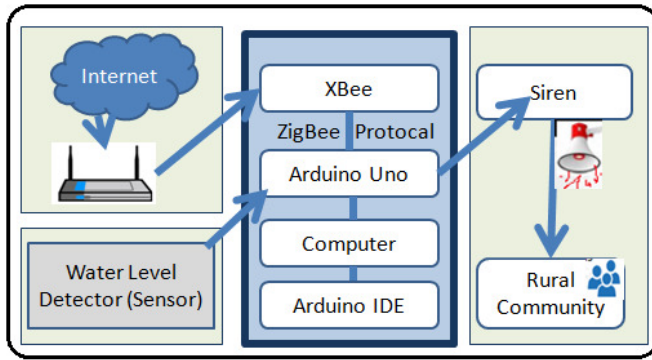 Internet
Water Level
Detector (Sensor)
XBee
ZigBee Protocal
Arduino Uno
Computer
Arduino IDE
Siren
Rural
Community